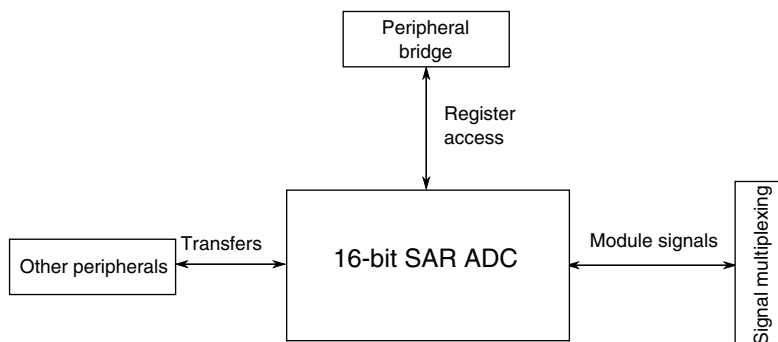 Peripheral
bridge
Register
access
Transfers
Other peripherals
16-bit SAR ADC
Module signals
Signal multiplexing